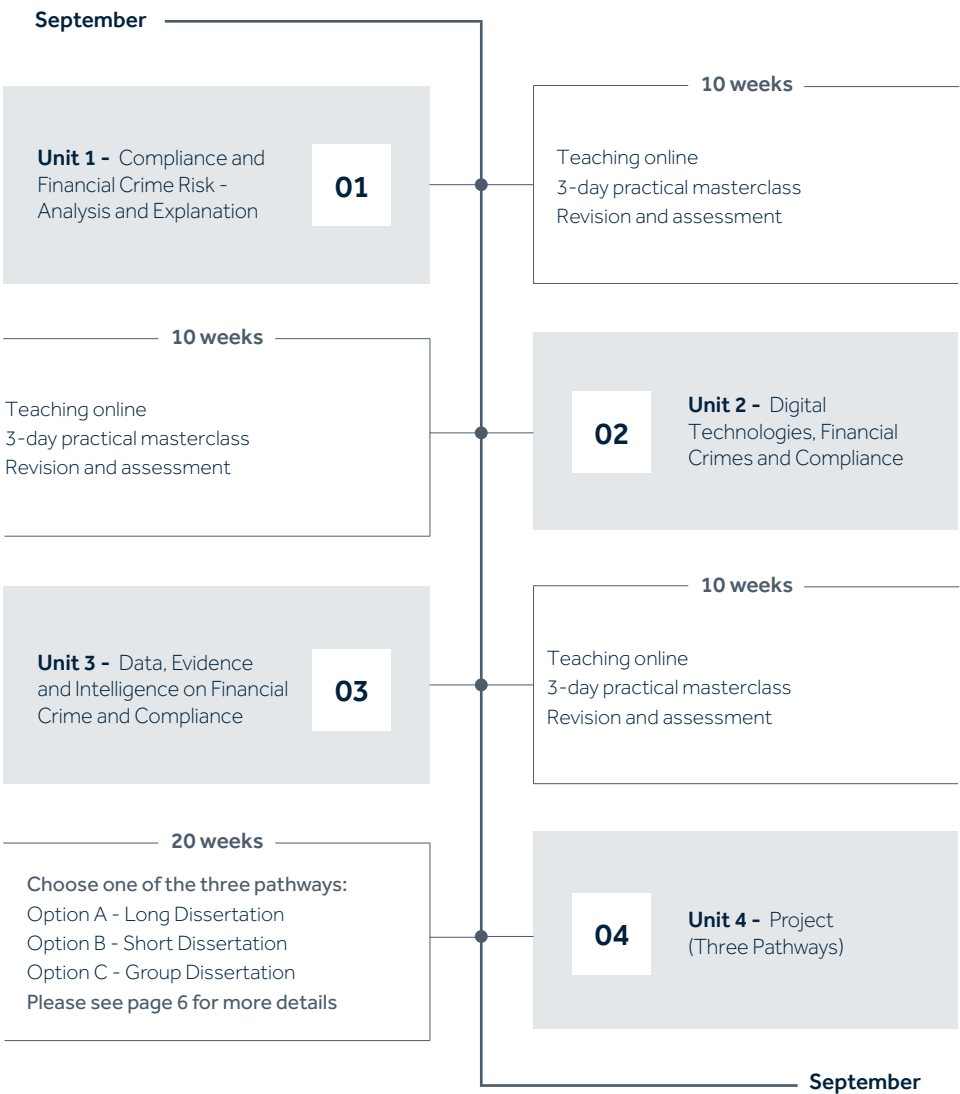 September
Unit 1 - Compliance and
Financial Crime Risk -
Analysis and Explanation
01
10 weeks
Teaching online
3-day practical masterclass
Revision and assessment
10 weeks
Teaching online
3-day practical masterclass
Revision and assessment
02
Unit 2 - Digital
Technologies, Financial
Crimes and Compliance
Unit 3 - Data, Evidence
and Intelligence on Financial
Crime and Compliance
03
10 weeks
Teaching online
3-day practical masterclass
Revision and assessment
20 weeks
Choose one of the three pathways:
Option A - Long Dissertation
Option B - Short Dissertation
Option C - Group Dissertation
Please see page 6 for more details
04
Unit 4 - Project
(Three Pathways)
September